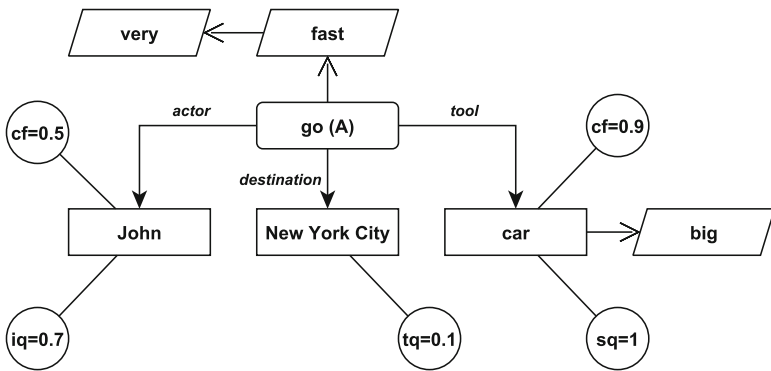 very
fast
actor
go (A)
tool
cf=0.5
cf=0.9
destination
John
New York City
car
big
iq=0.7
tq=0.1
sq=1